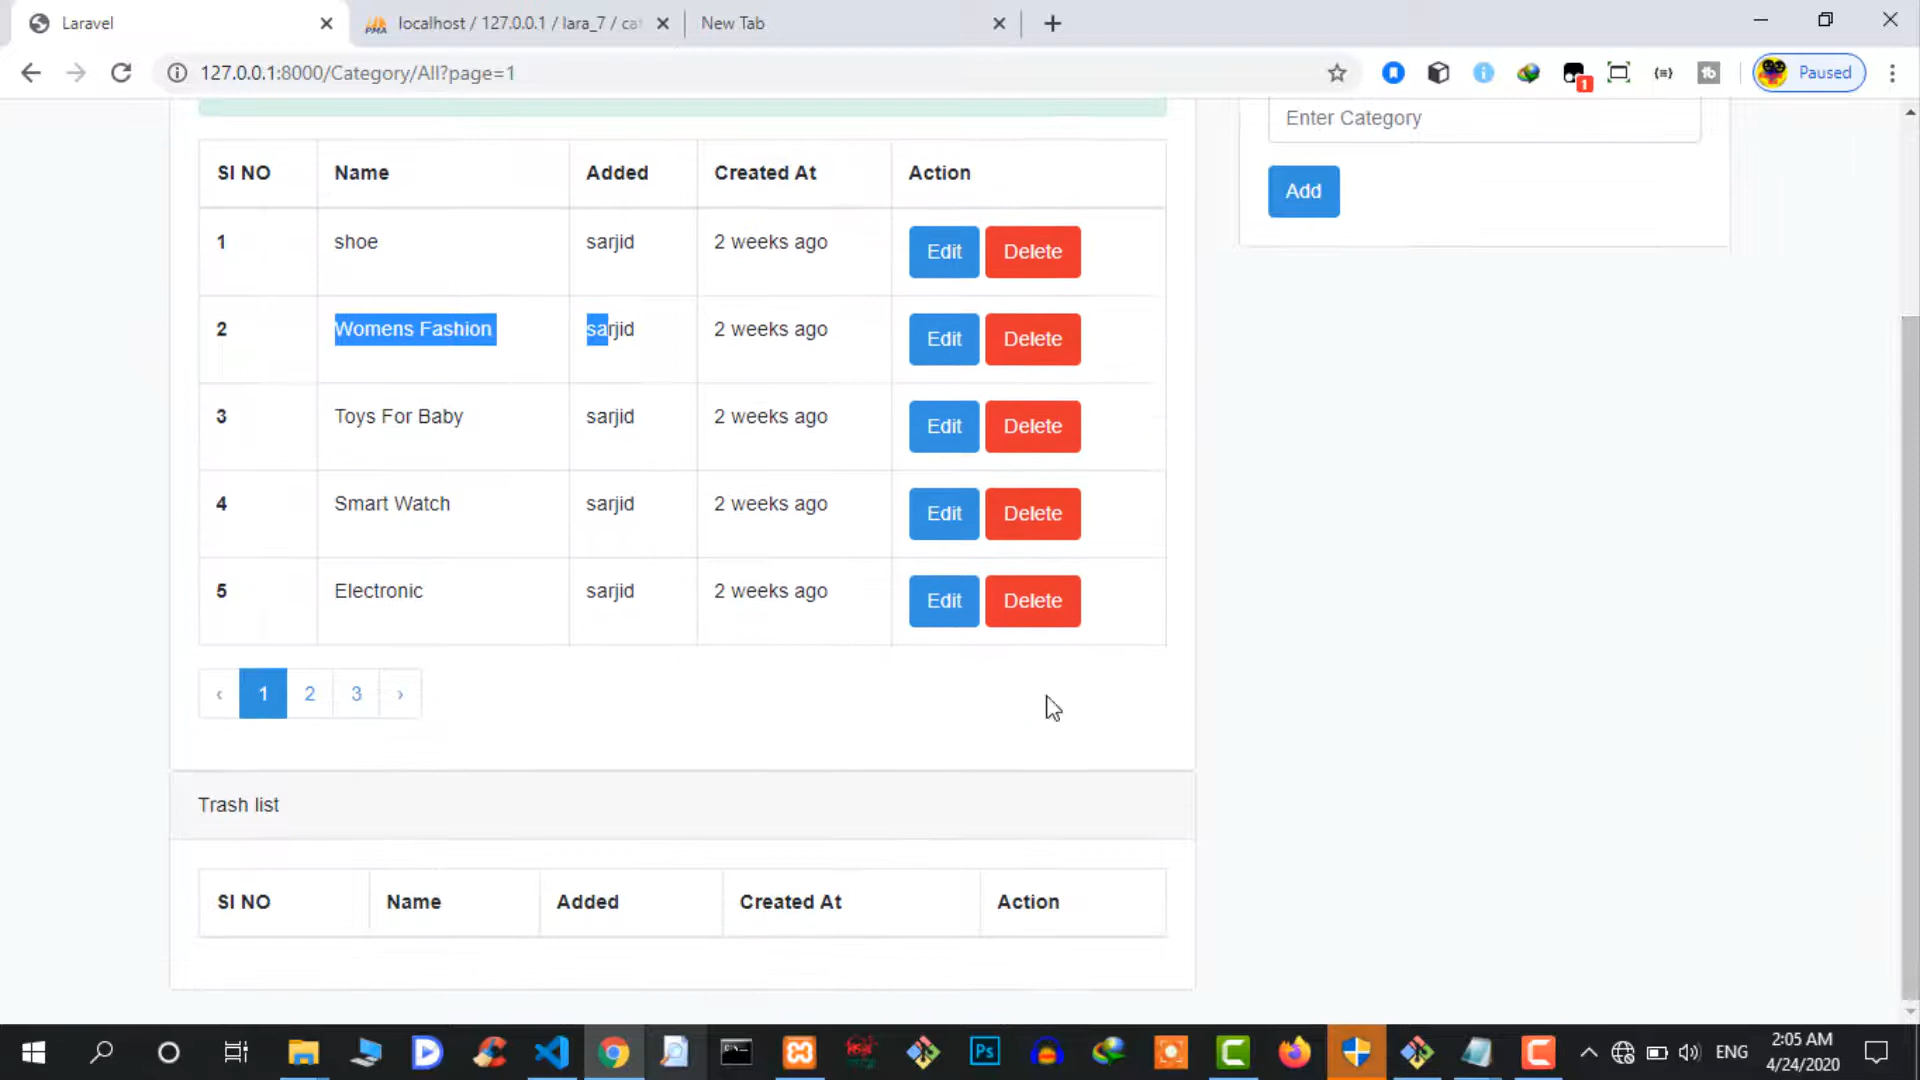 Laravel
localhost / 127.0.0.1 / lara_7 / ca
New Tab
127.0.0.1:8000/Category/All?page=1
1
Paused
Enter Category
Add
SI NO Name Added Created At Action
1 shoe sarjid 2 weeks ago Edit Delete
2 Womens Fashion sarjid 2 weeks ago Edit Delete
3 Toys For Baby sarjid 2 weeks ago Edit Delete
4 Smart Watch sarjid 2 weeks ago Edit Delete
5 Electronic sarjid 2 weeks ago Edit Delete
‹ 1 2 3 ›
Trash list
SI NO Name Added Created At Action
ENG
2:05 AM
4/24/2020